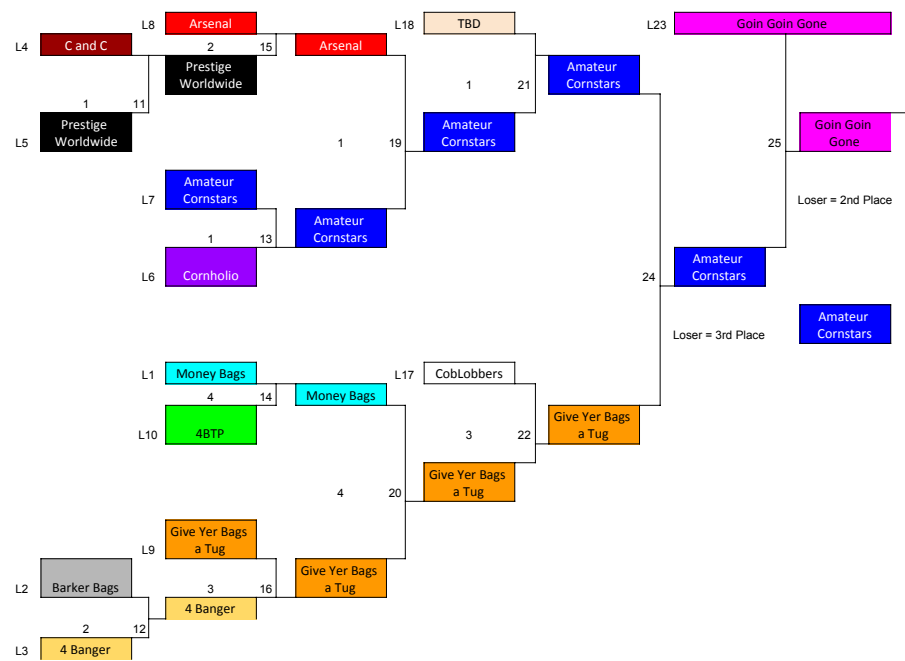 L8
Arsenal
L18
TBD
L23
Goin Goin Gone
L4
C and C
2
15
Arsenal
Prestige
Worldwide
Amateur
Cornstars
1
21
1
11
L5
Prestige
Worldwide
Amateur
Cornstars
Goin Goin
Gone
1
19
25
L7
Amateur
Cornstars
Loser = 2nd Place
Amateur
Cornstars
1
13
L6
Cornholio
Amateur
Cornstars
24
Amateur
Cornstars
Loser = 3rd Place
L1
Money Bags
L17
CobLobbers
4
14
Money Bags
L10
4BTP
Give Yer Bags
a Tug
3
22
Give Yer Bags
a Tug
4
20
L9
Give Yer Bags
a Tug
L2
Barker Bags
3
16
Give Yer Bags
a Tug
4 Banger
2
12
L3
4 Banger